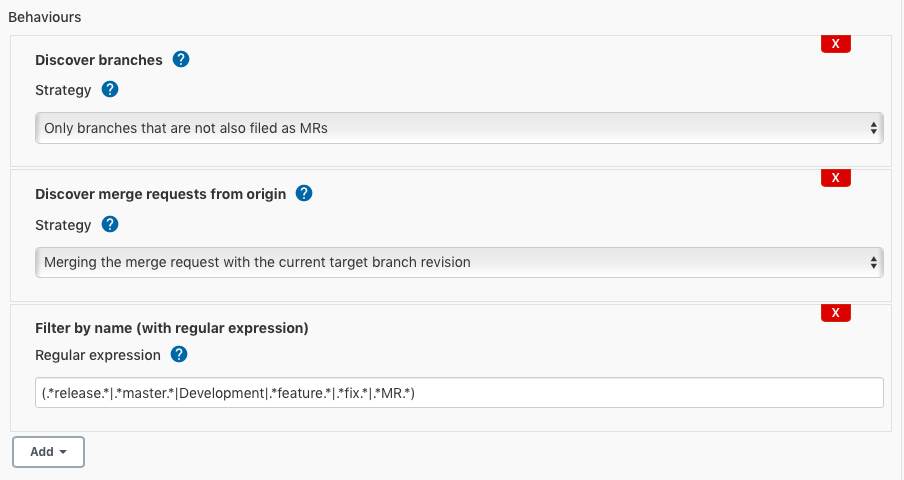 Behaviours
X
Discover branches ?
Strategy ?
Only branches that are not also filed as MRs
X
Discover merge requests from origin ?
Strategy ?
Merging the merge request with the current target branch revision
X
Filter by name (with regular expression)
Regular expression ?
(.*release.*|.*master.*|Development|.*feature.*|.*fix.*|.*MR.*)
Add